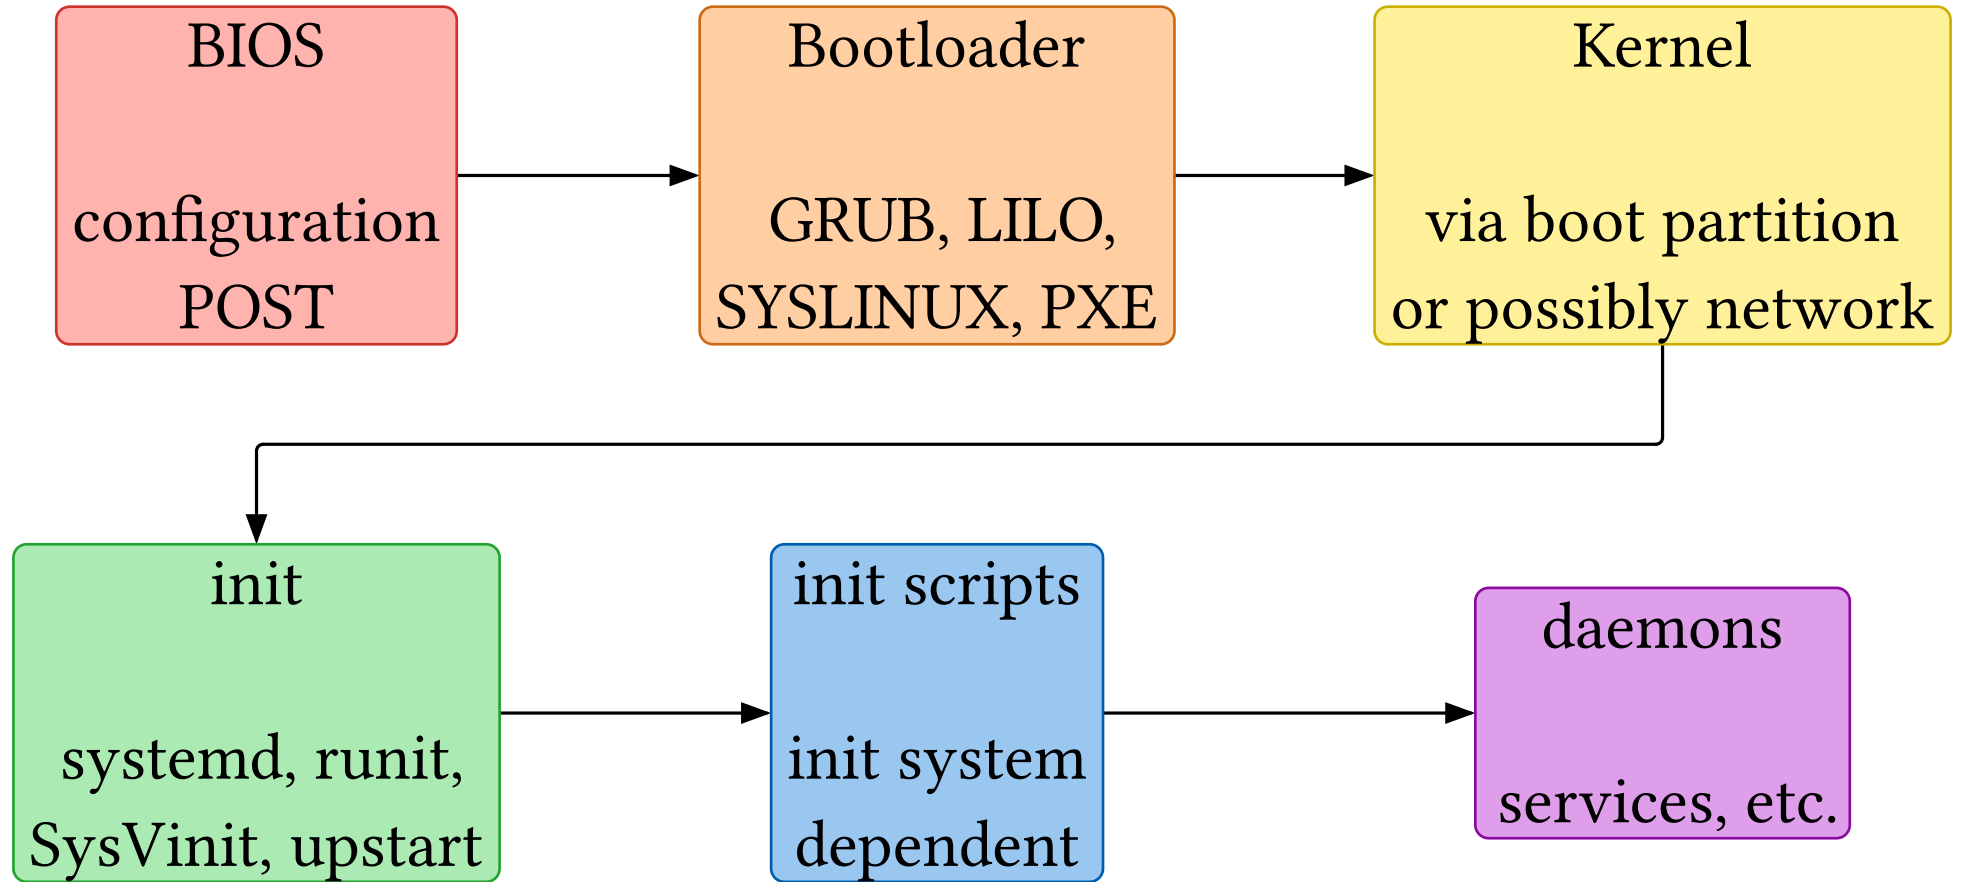 BIOS
configuration
POST
Bootloader
GRUB, LILO,
SYSLINUX, PXE
Kernel
via boot partition
or possibly network
init
systemd, runit,
SysVinit, upstart
init scripts
init system
dependent
daemons
services, etc.